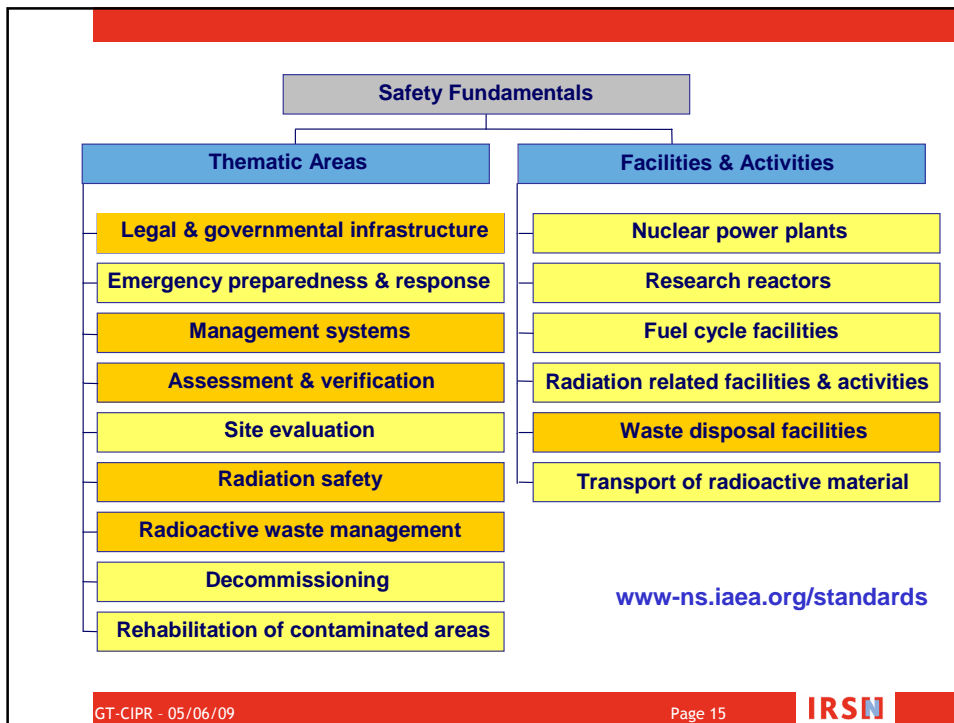 Safety Fundamentals
Thematic Areas
Legal & governmental infrastructure
Emergency preparedness & response
Management systems
Assessment & verification
Site evaluation
Radiation safety
Radioactive waste management
Decommissioning
Rehabilitation of contaminated areas
Facilities & Activities
Nuclear power plants
Research reactors
Fuel cycle facilities
Radiation related facilities & activities
Waste disposal facilities
Transport of radioactive material
www-ns.iaea.org/standards
GT-CIPR - 05/06/09
Page 15
IRSN